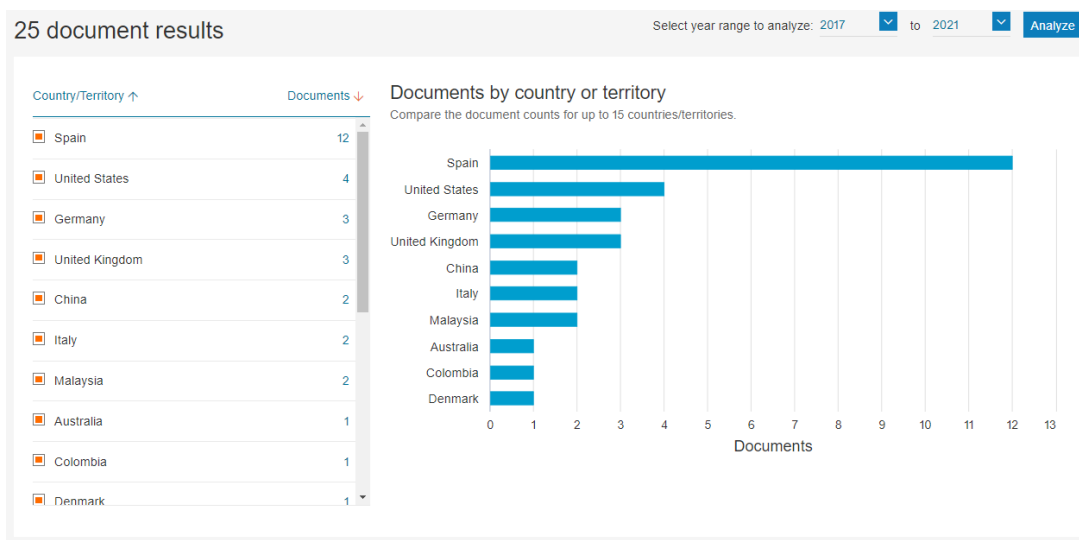 25 document results
Select year range to analyze: 2017 to 2021 Analyze
Country/Territory Documents
Spain 12
United States 4
Germany 3
United Kingdom 3
China 2
Italy 2
Malaysia 2
Australia 1
Colombia 1
Denmark 1
Documents by country or territory
Compare the document counts for up to 15 countries/territories.
Spain
United States
Germany
United Kingdom
China
Italy
Malaysia
Australia
Colombia
Denmark
0 1 2 3 4 5 6 7 8 9 10 11 12 13
Documents